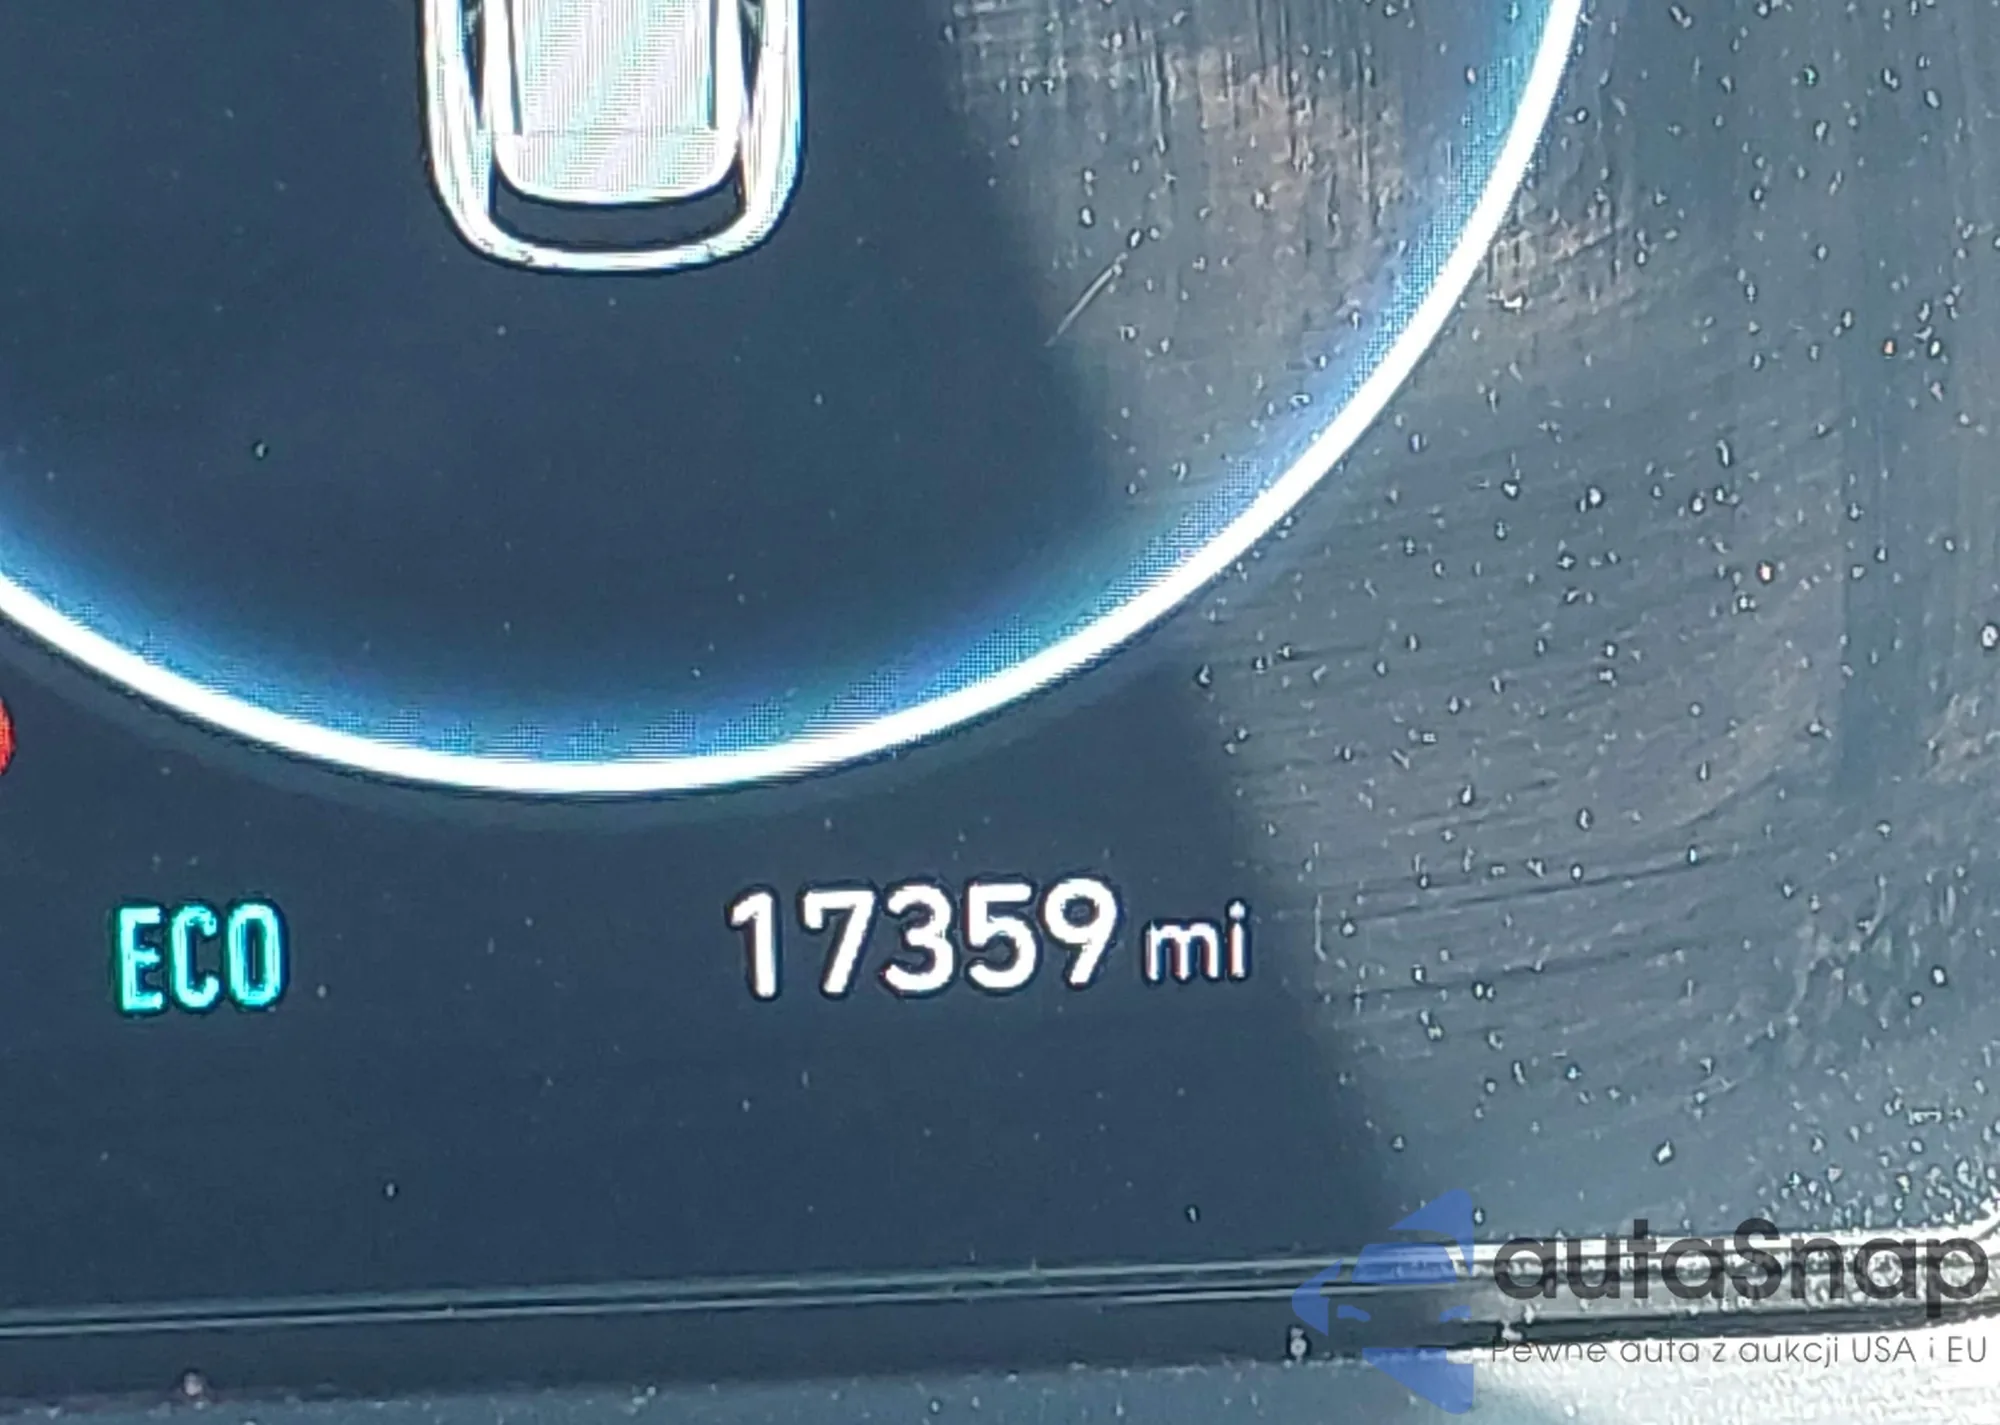 ECO
17359 mi
autaSnap
Pewne auta z aukcji USA i EU